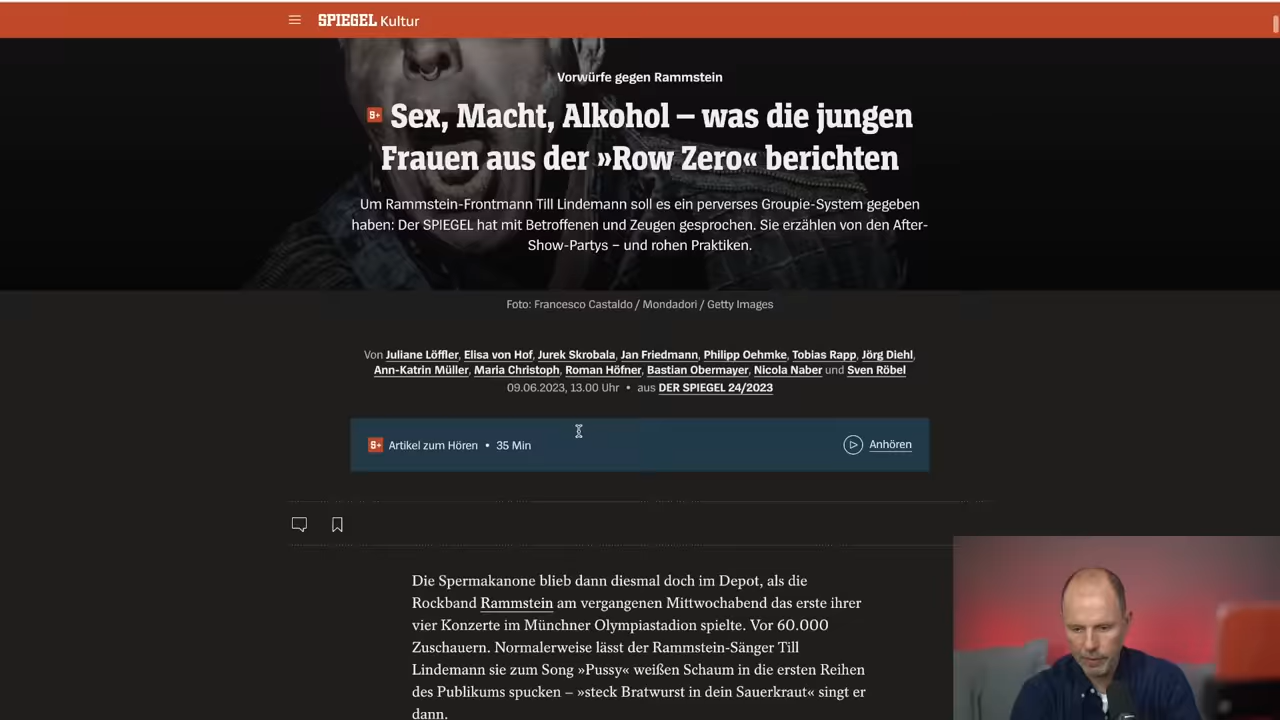 SPIEGEL Kultur
Vorwürfe gegen Rammstein
S+ Sex, Macht, Alkohol – was die jungen
Frauen aus der »Row Zero« berichten
Um Rammstein-Frontmann Till Lindemann soll es ein perverses Groupie-System gegeben
haben: Der SPIEGEL hat mit Betroffenen und Zeugen gesprochen. Sie erzählen von den After-
Show-Partys – und rohen Praktiken.
Foto: Francesco Castaldo / Mondadori / Getty Images
Von Juliane Löffler, Elisa von Hof, Jurek Skrobala, Jan Friedmann, Philipp Oehmke, Tobias Rapp, Jörg Diehl,
Ann-Katrin Müller, Maria Christoph, Roman Höfner, Bastian Obermayer, Nicola Naber und Sven Röbel
09.06.2023, 13.00 Uhr • aus DER SPIEGEL 24/2023
S+ Artikel zum Hören • 35 Min
Anhören
Die Spermakanone blieb dann diesmal doch im Depot, als die
Rockband Rammstein am vergangenen Mittwochabend das erste ihrer
vier Konzerte im Münchner Olympiastadion spielte. Vor 60.000
Zuschauern. Normalerweise lässt der Rammstein-Sänger Till
Lindemann sie zum Song »Pussy« weißen Schaum in die ersten Reihen
des Publikums spucken – »steck Bratwurst in dein Sauerkraut« singt er
dann.